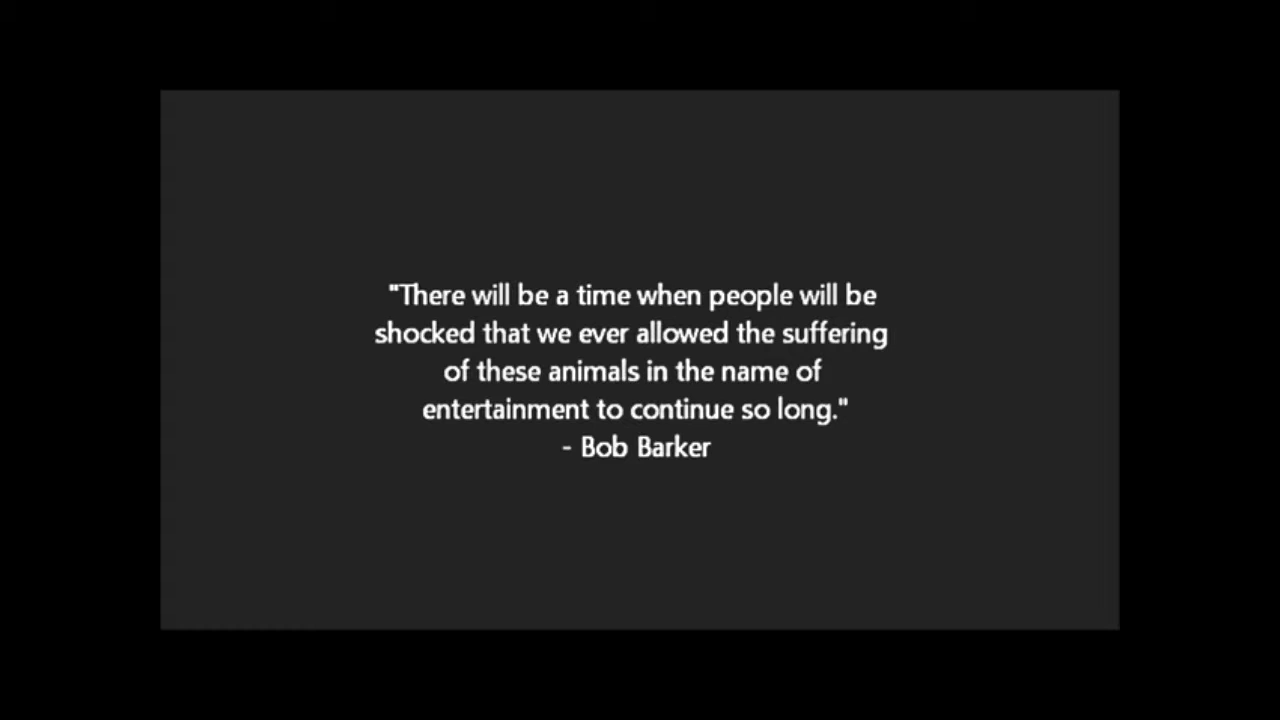 "There will be a time when people will be
shocked that we ever allowed the suffering
of these animals in the name of
entertainment to continue so long."
- Bob Barker